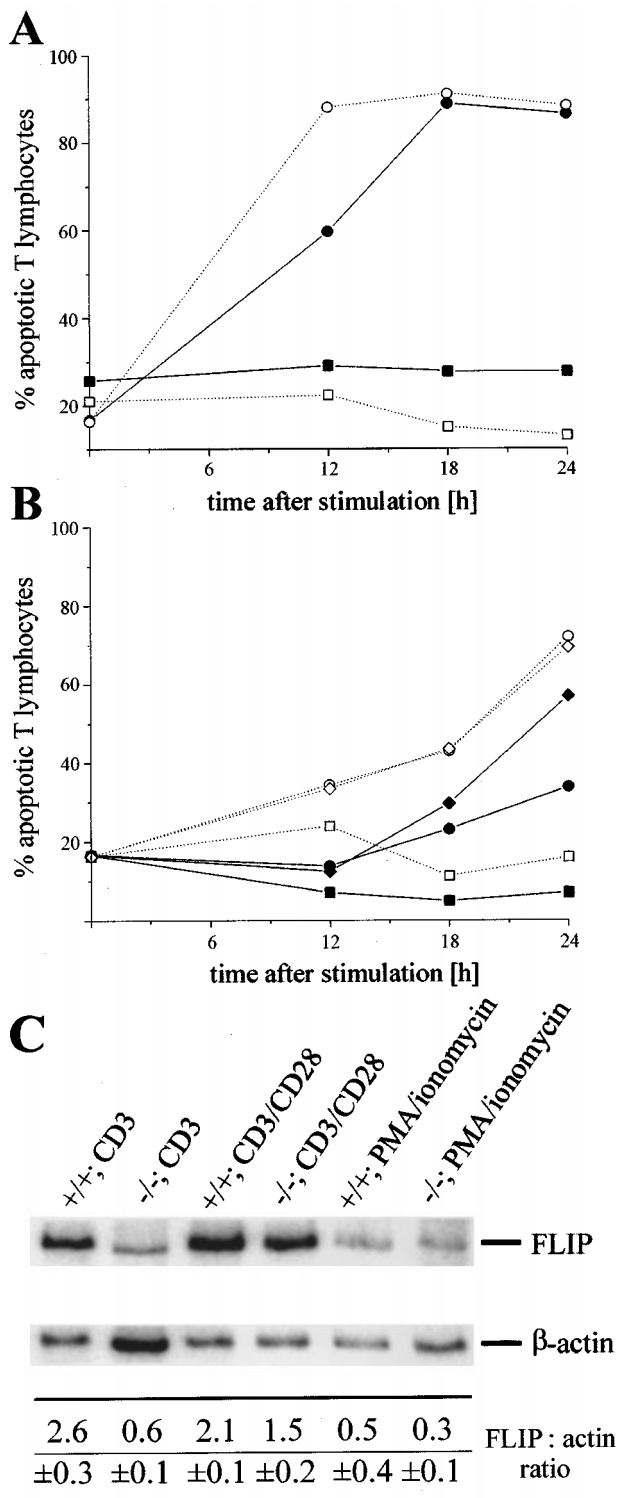 A
100
80
60
40
20
% apoptotic T lymphocytes
6 12 18 24
time after stimulation [h]
B
100
80
60
40
20
% apoptotic T lymphocytes
6 12 18 24
time after stimulation [h]
C
+/+; CD3
-/-; CD3
+/+; CD3/CD28
-/-; CD3/CD28
+/+; PMA/ionomycin
-/-; PMA/ionomycin
FLIP
β-actin
2.6 0.6 2.1 1.5 0.5 0.3 FLIP : actin
±0.3 ±0.1 ±0.1 ±0.2 ±0.4 ±0.1 ratio